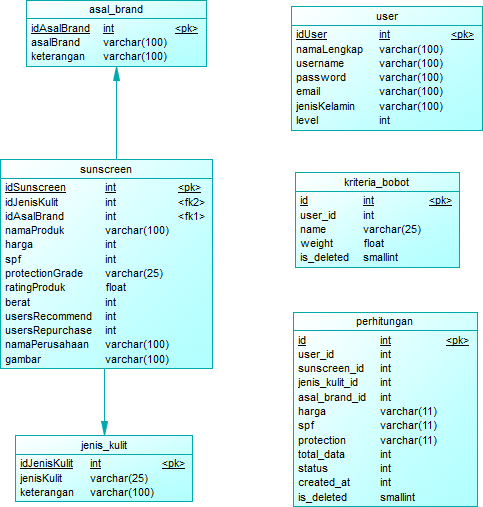 asal_brand
idAsalBrand int <pk>
asalBrand varchar(100)
keterangan varchar(100)
sunscreen
idSunscreen int <pk>
idJenisKulit int <fk2>
idAsalBrand int <fk1>
namaProduk varchar(100)
harga int
spf int
protectionGrade varchar(25)
ratingProduk float
berat int
usersRecommend int
usersRepurchase int
namaPerusahaan varchar(100)
gambar varchar(100)
jenis_kulit
idJenisKulit int <pk>
jenisKulit varchar(25)
keterangan varchar(100)
user
idUser int <pk>
namaLengkap varchar(100)
username varchar(100)
password varchar(100)
email varchar(100)
jenisKelamin varchar(100)
level int
kriteria_bobot
id int <pk>
user_id int
name varchar(25)
weight float
is_deleted smallint
perhitungan
id int <pk>
user_id int
sunscreen_id int
jenis_kulit_id int
asal_brand_id int
harga varchar(11)
spf varchar(11)
protection varchar(11)
total_data int
status int
created_at int
is_deleted smallint